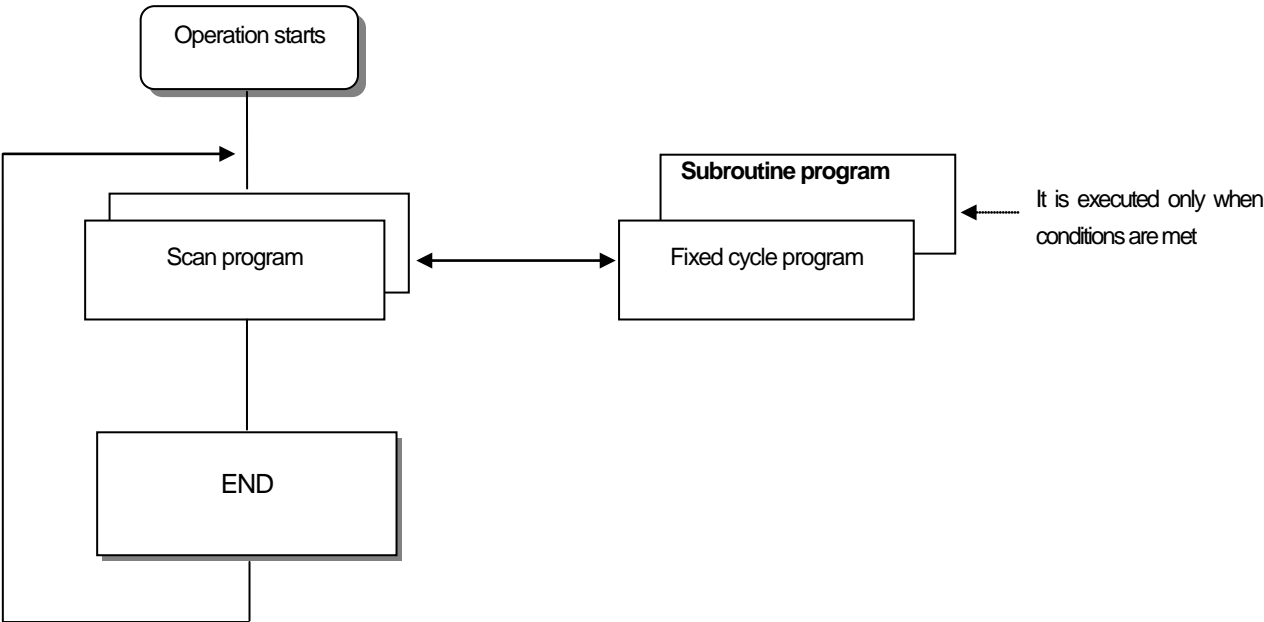 Operation starts
Subroutine program
It is executed only when
conditions are met
Scan program
Fixed cycle program
END